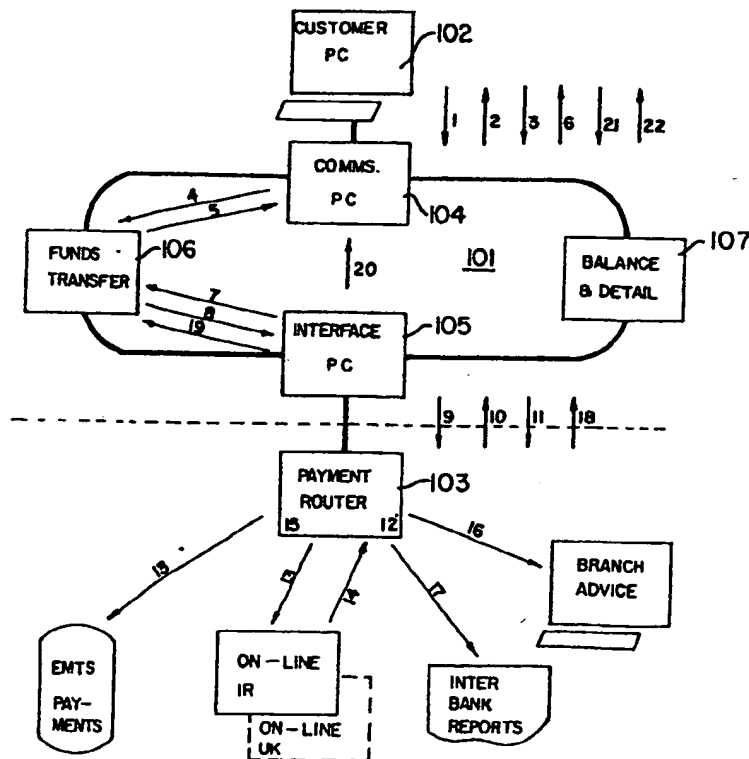 CUSTOMER
PC
102
1
2
3
6
21
22
COMMS.
PC
104
4
5
FUNDS
TRANSFER
106
101
107
BALANCE
& DETAIL
20
7
8
19
INTERFACE
PC
105
9
10
11
18
PAYMENT
ROUTER
103
15
12
16
13
14
17
BRANCH
ADVICE
EMTS
PAY-
MENTS
ON-LINE
IR
ON-LINE
UK
INTER
BANK
REPORTS